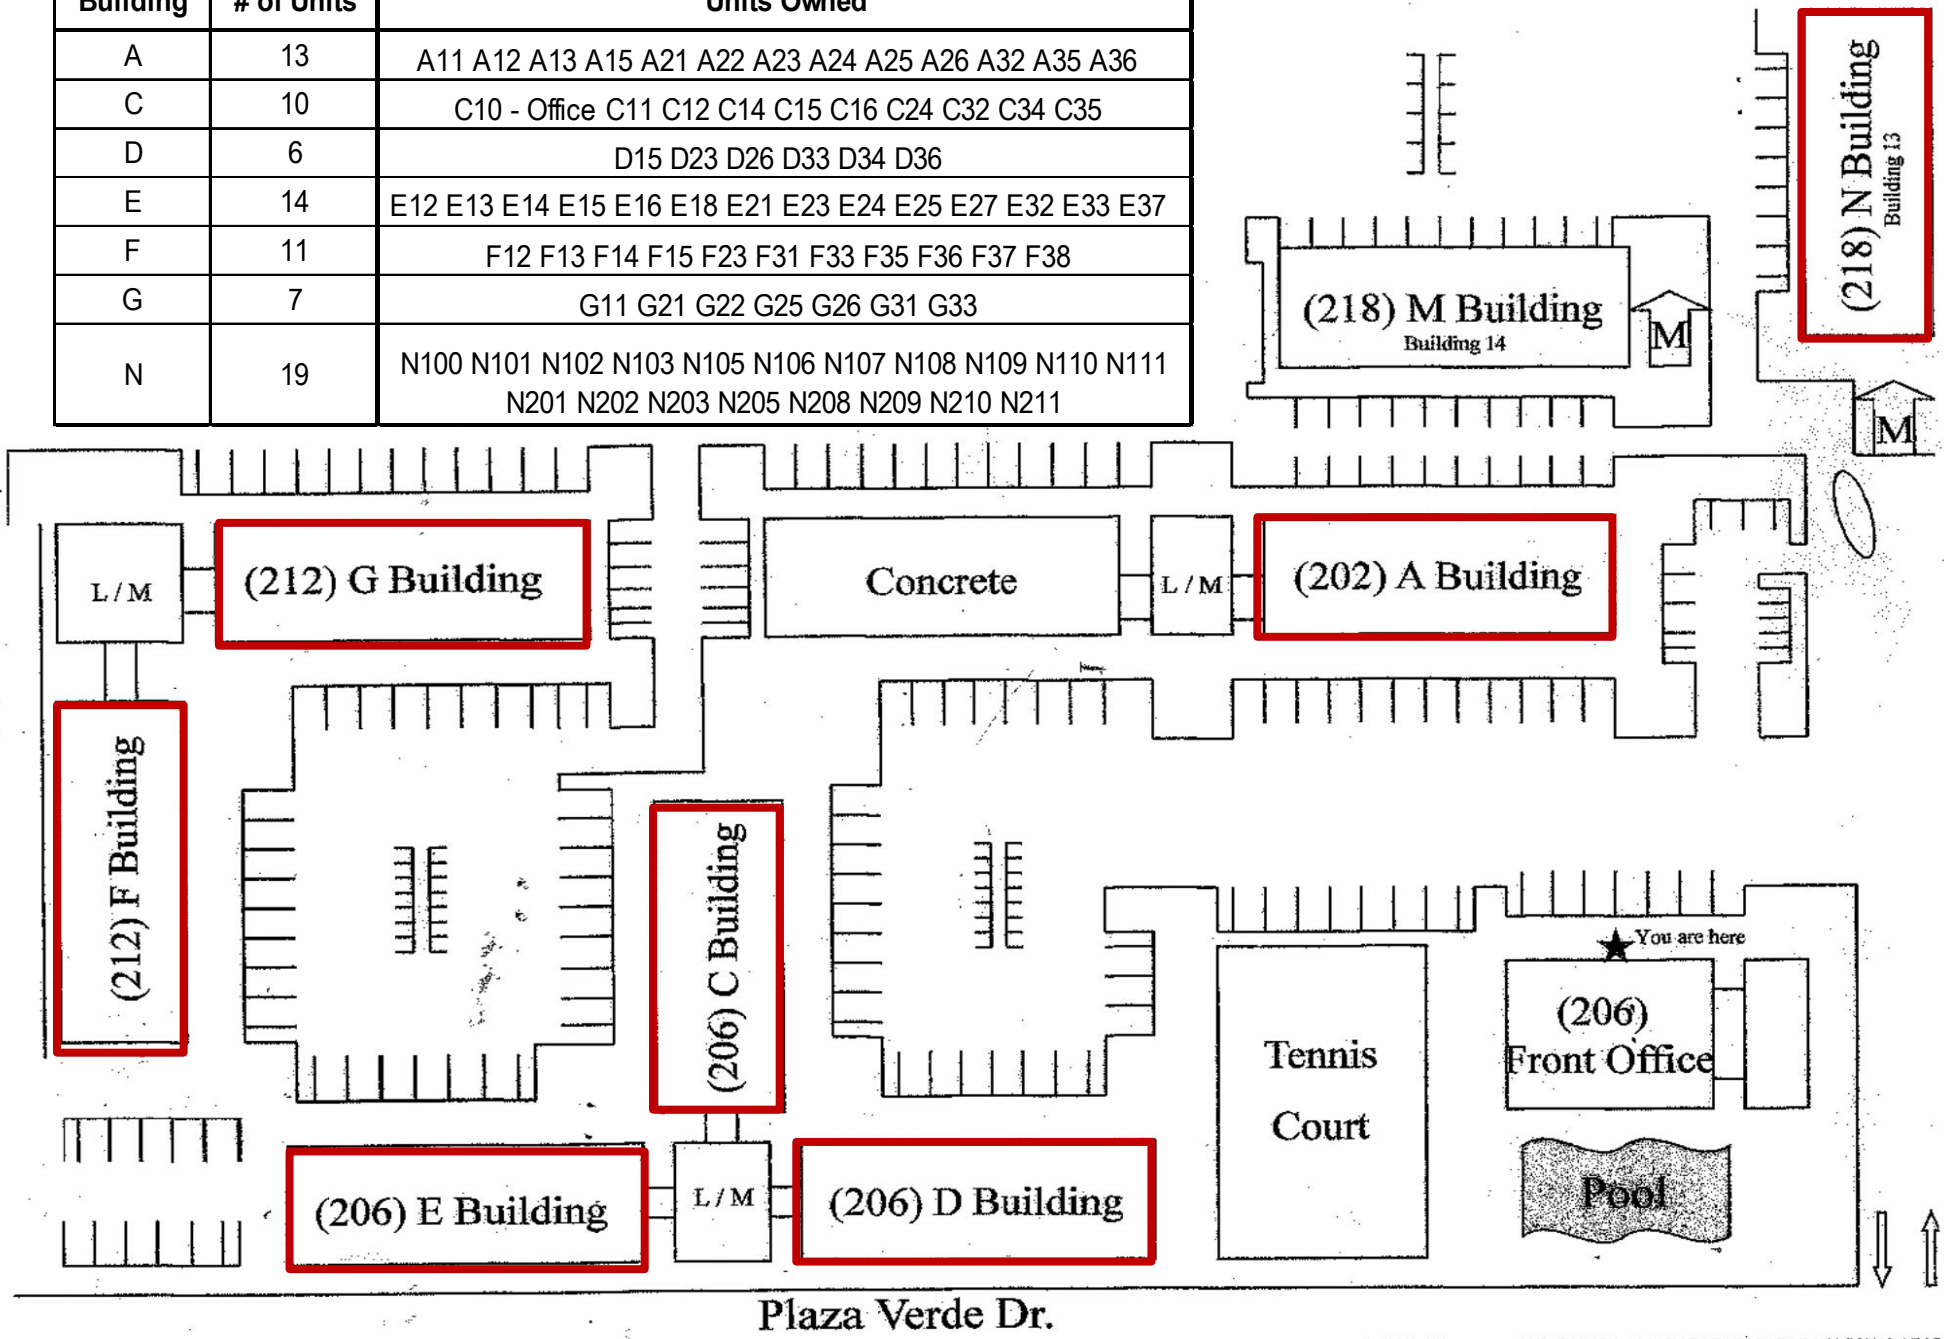 Building # of Units Units Owned
A 13 A11 A12 A13 A15 A21 A22 A23 A24 A25 A26 A32 A35 A36
C 10 C10 - Office C11 C12 C14 C15 C16 C24 C32 C34 C35
D 6 D15 D23 D26 D33 D34 D36
E 14 E12 E13 E14 E15 E16 E18 E21 E23 E24 E25 E27 E32 E33 E37
F 11 F12 F13 F14 F15 F23 F31 F33 F35 F36 F37 F38
G 7 G11 G21 G22 G25 G26 G31 G33
N 19 N100 N101 N102 N103 N105 N106 N107 N108 N109 N110 N111
N201 N202 N203 N205 N208 N209 N210 N211
(218) N Building
Building 13
(218) M Building
Building 14
M
M
L / M
(212) G Building
Concrete
L / M
(202) A Building
(212) F Building
(206) C Building
You are here
(206)
Front Office
Tennis
Court
Pool
(206) E Building
L / M
(206) D Building
Plaza Verde Dr.